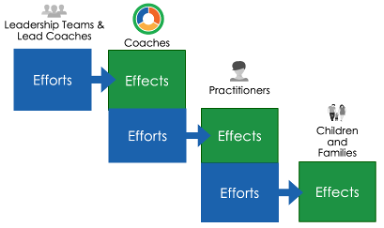 Leadership Teams &
Lead Coaches
Coaches
Efforts
Effects
Practitioners
Efforts
Effects
Children
and
Families
Efforts
Effects